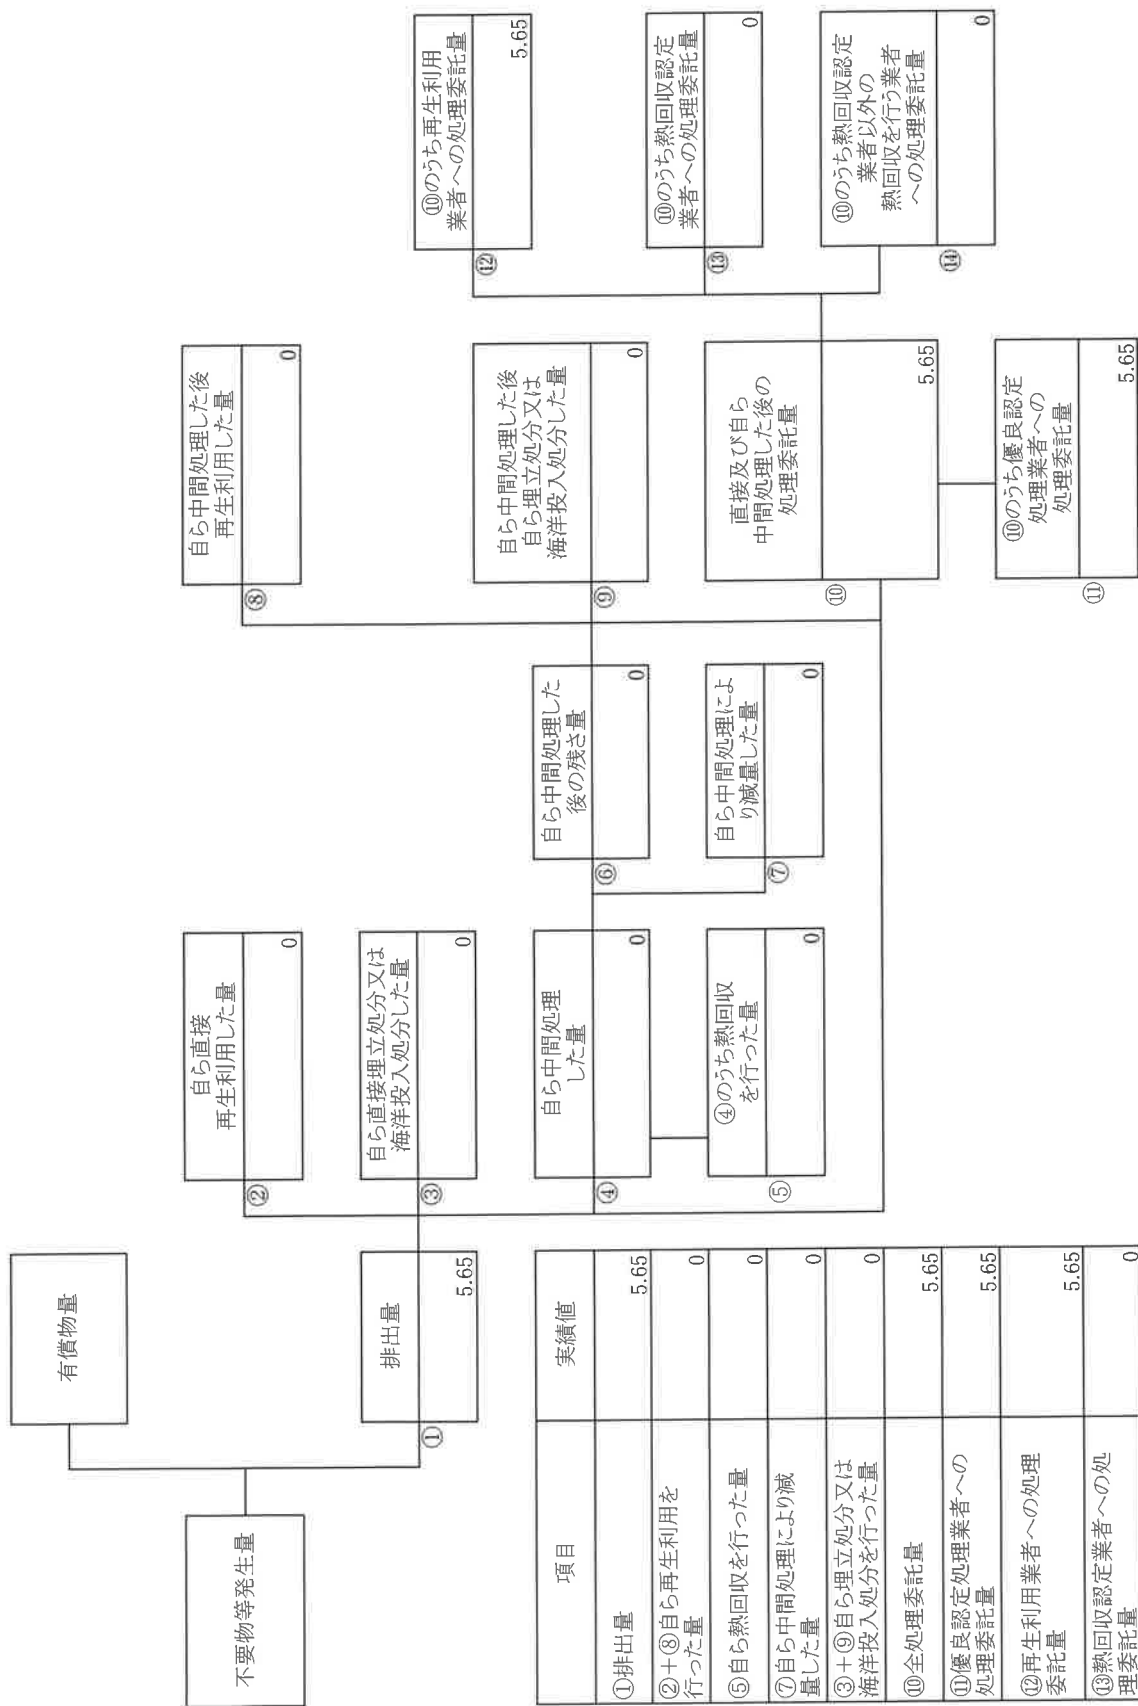 不要物等発生量
有償物量
①
排出量
5.65
②
自ら直接
再生利用した量
0
③
自ら直接埋立処分又は
海洋投入処分した量
0
④
自ら中間処理
した量
0
⑤
④のうち熱回収
を行った量
0
⑥
自ら中間処理した
後の残さ量
0
⑦
自ら中間処理によ
り減量した量
0
⑧
自ら中間処理した後
再生利用した量
0
⑨
自ら中間処理した後
自ら埋立処分又は
海洋投入処分した量
0
⑩
直接及び自ら
中間処理した後の
処理委託量
5.65
⑪
⑩のうち優良認定
処理業者への
処理委託量
5.65
⑫
⑩のうち再生利用
業者への処理委託量
5.65
⑬
⑩のうち熱回収認定
業者への処理委託量
0
⑭
⑩のうち熱回収認定
業者以外の
熱回収を行う業者
への処理委託量
0
項目 実績値
①排出量 5.65
②+⑧自ら再生利用を
行った量 0
⑤自ら熱回収を行った量 0
⑦自ら中間処理により減
量した量 0
③+⑨自ら埋立処分又は
海洋投入処分を行った量 0
⑩全処理委託量 5.65
⑪優良認定処理業者への
処理委託量 5.65
⑫再生利用業者への処理
委託量 5.65
⑬熱回収認定業者への処
理委託量 0